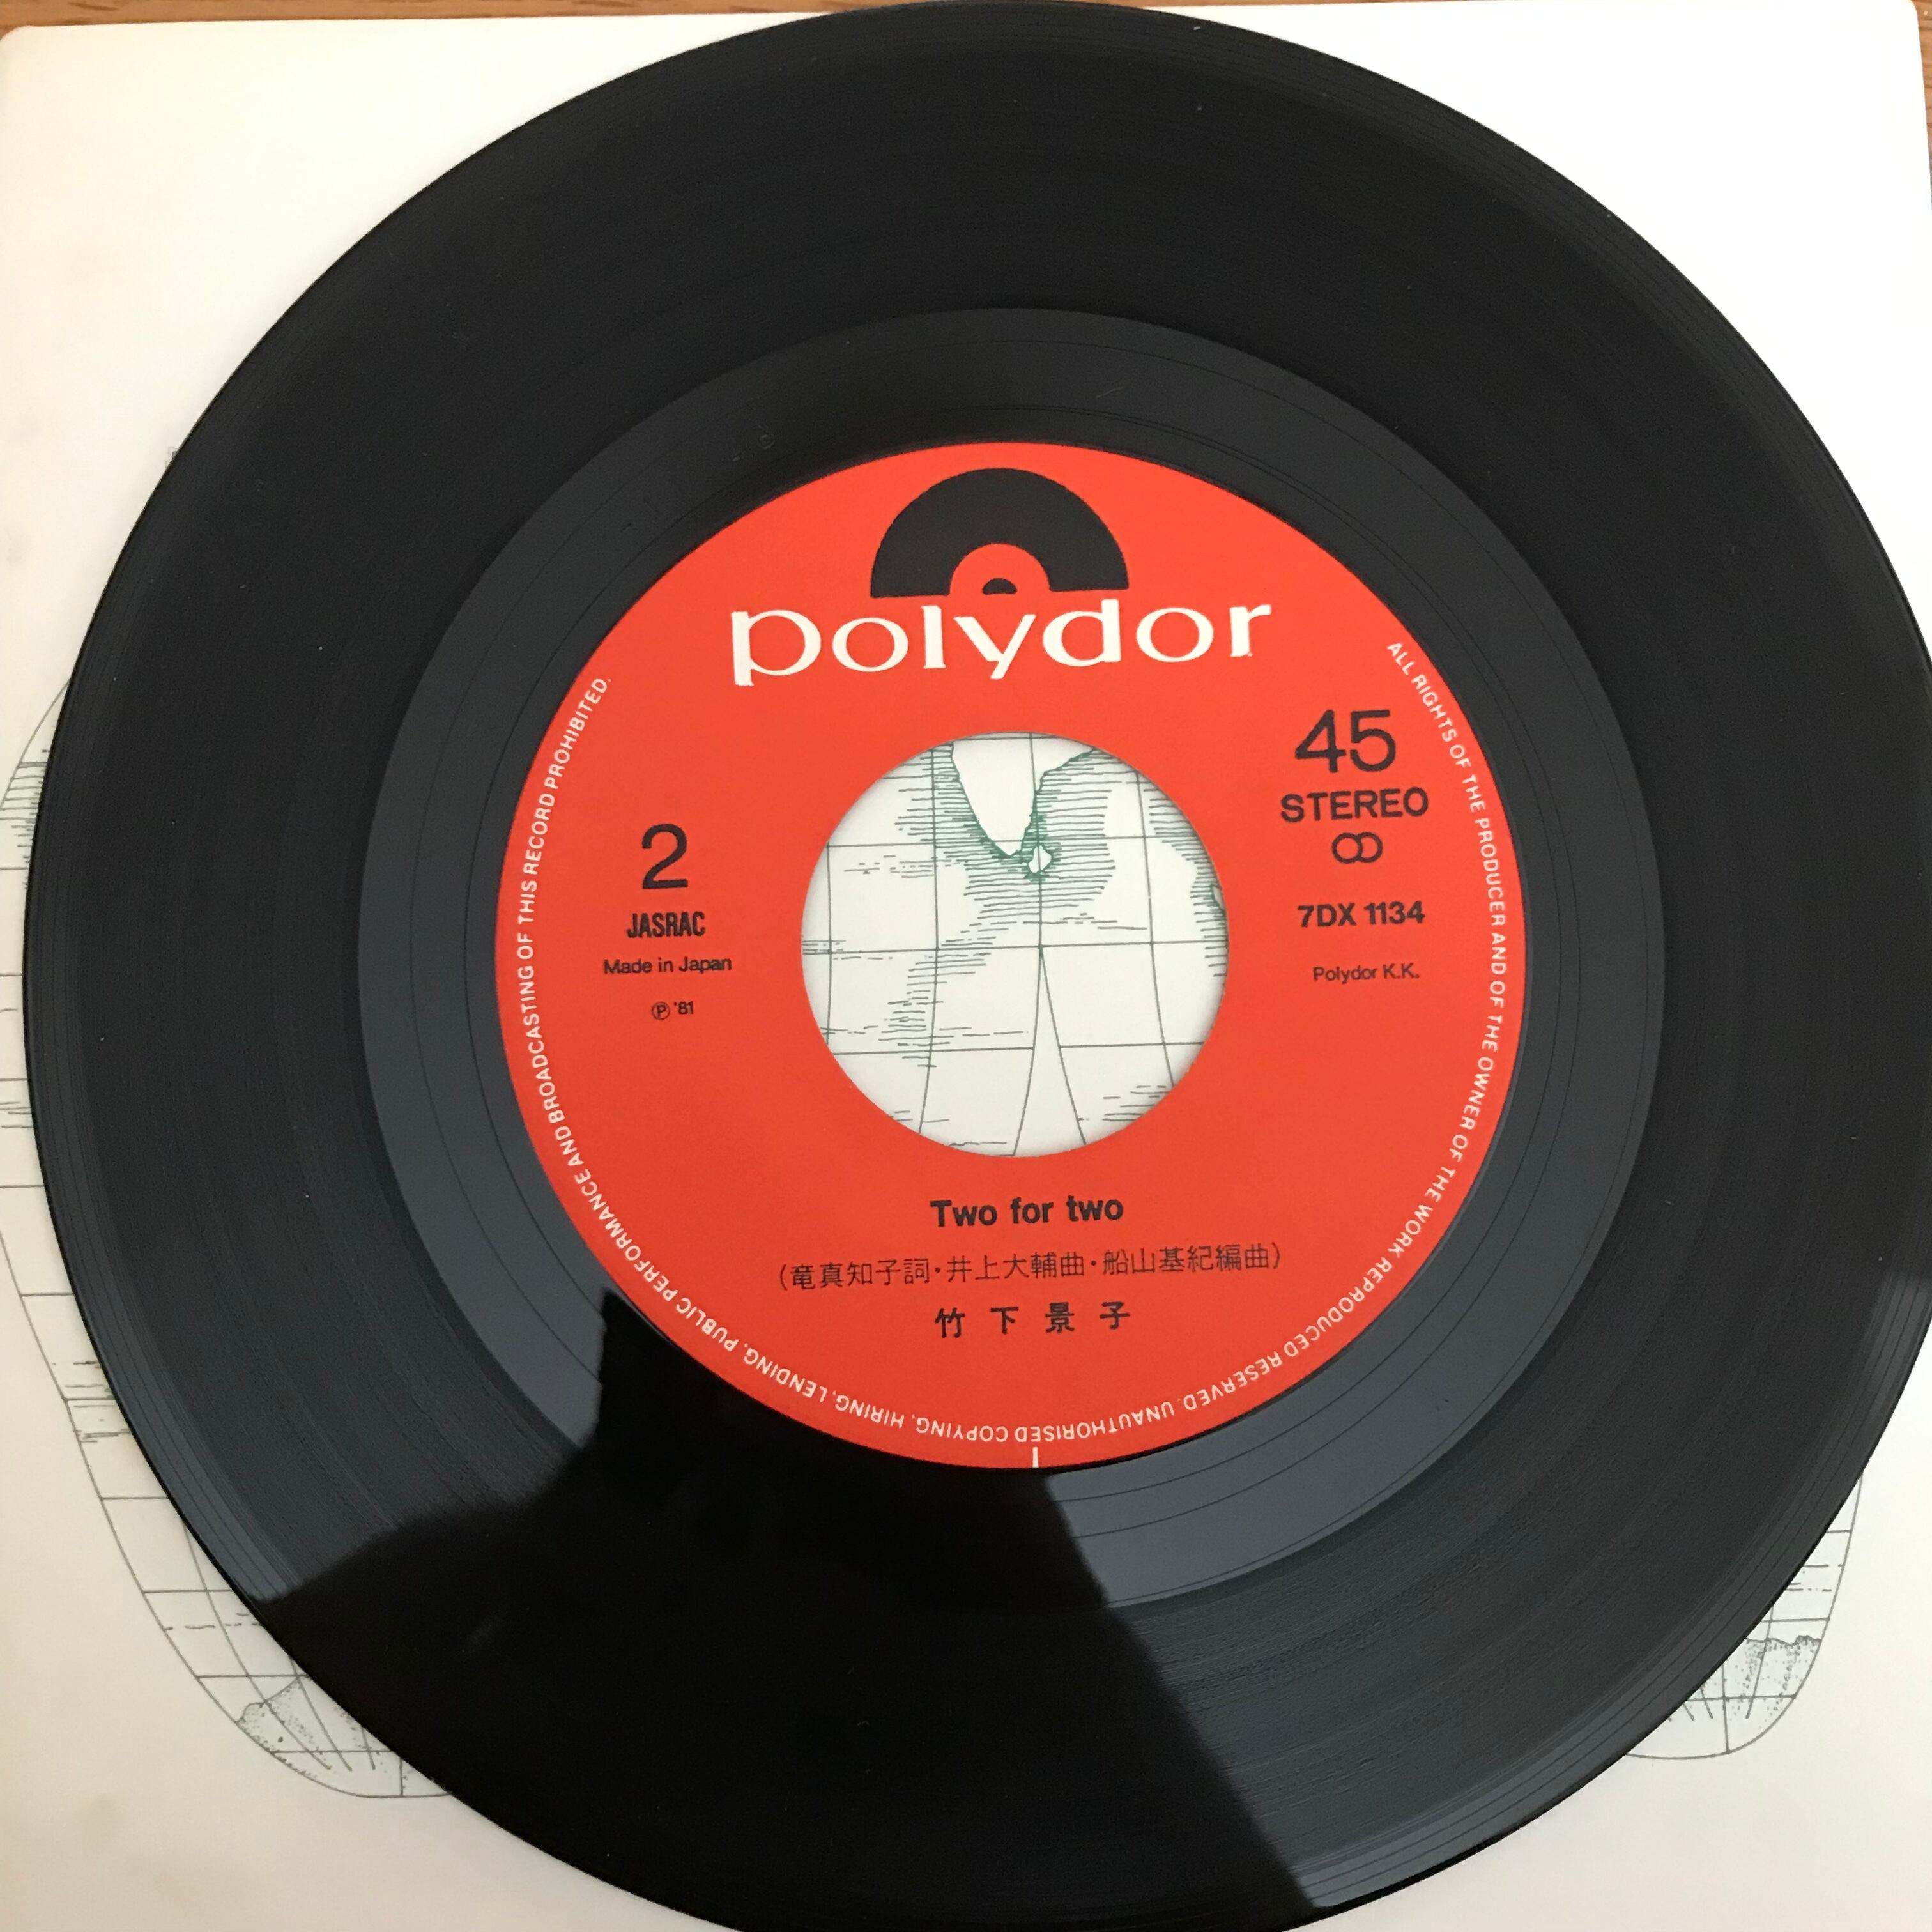 polydor
45
STEREO
7DX 1134
Polydor K.K.
2
JASRAC
Made in Japan
Ⓟ '81
Two for two
(竜真知子詞・井上大輔曲・船山基紀編曲)
竹下景子
ALL RIGHTS OF THE PRODUCER AND OF THE OWNER OF THE WORK REPRODUCED RESERVED. UNAUTHORISED COPYING, HIRING, LENDING, PUBLIC PERFORMANCE AND BROADCASTING OF THIS RECORD PROHIBITED.